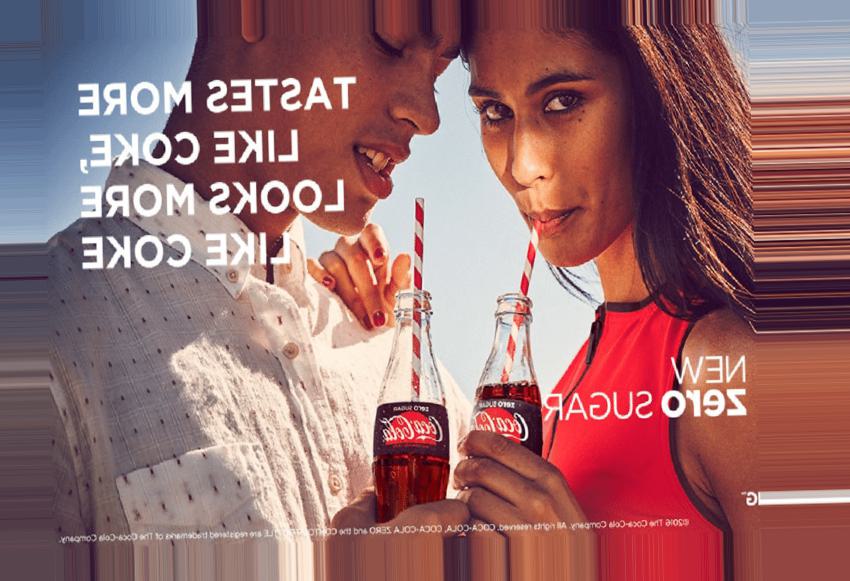 TASTES MORE
LIKE COKE,
LOOKS MORE
LIKE COKE
NEW
zero SUGAR
zero SUGAR
Coca-Cola
zero SUGAR
Coca-Cola
©2016 The Coca-Cola Company. All rights reserved. COCA-COLA, COCA-COLA ZERO and the CONTOUR BOTTLE are registered trademarks of The Coca-Cola Company.